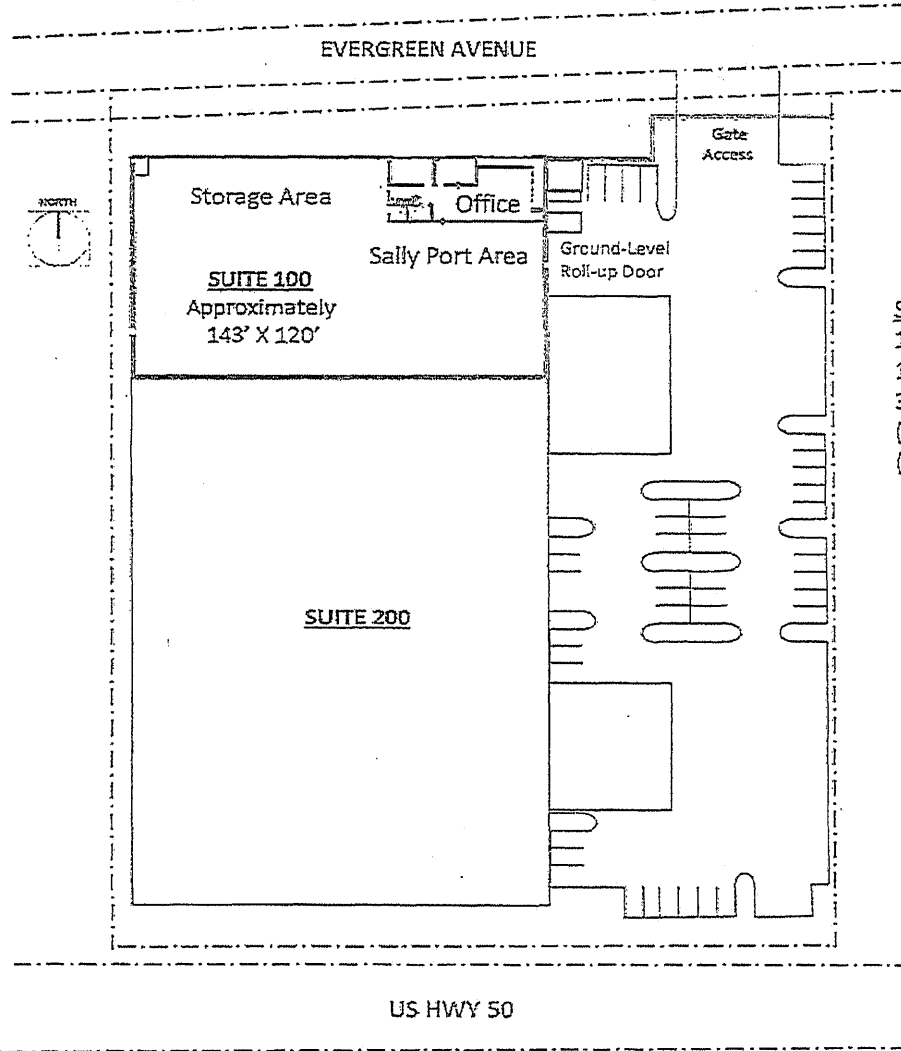 EVERGREEN AVENUE
Gate
Access
NORTH
Storage Area
Office
Sally Port Area
Ground-Level
Roll-up Door
SUITE 100
Approximately
143' X 120'
SUITE 200
US HWY 50